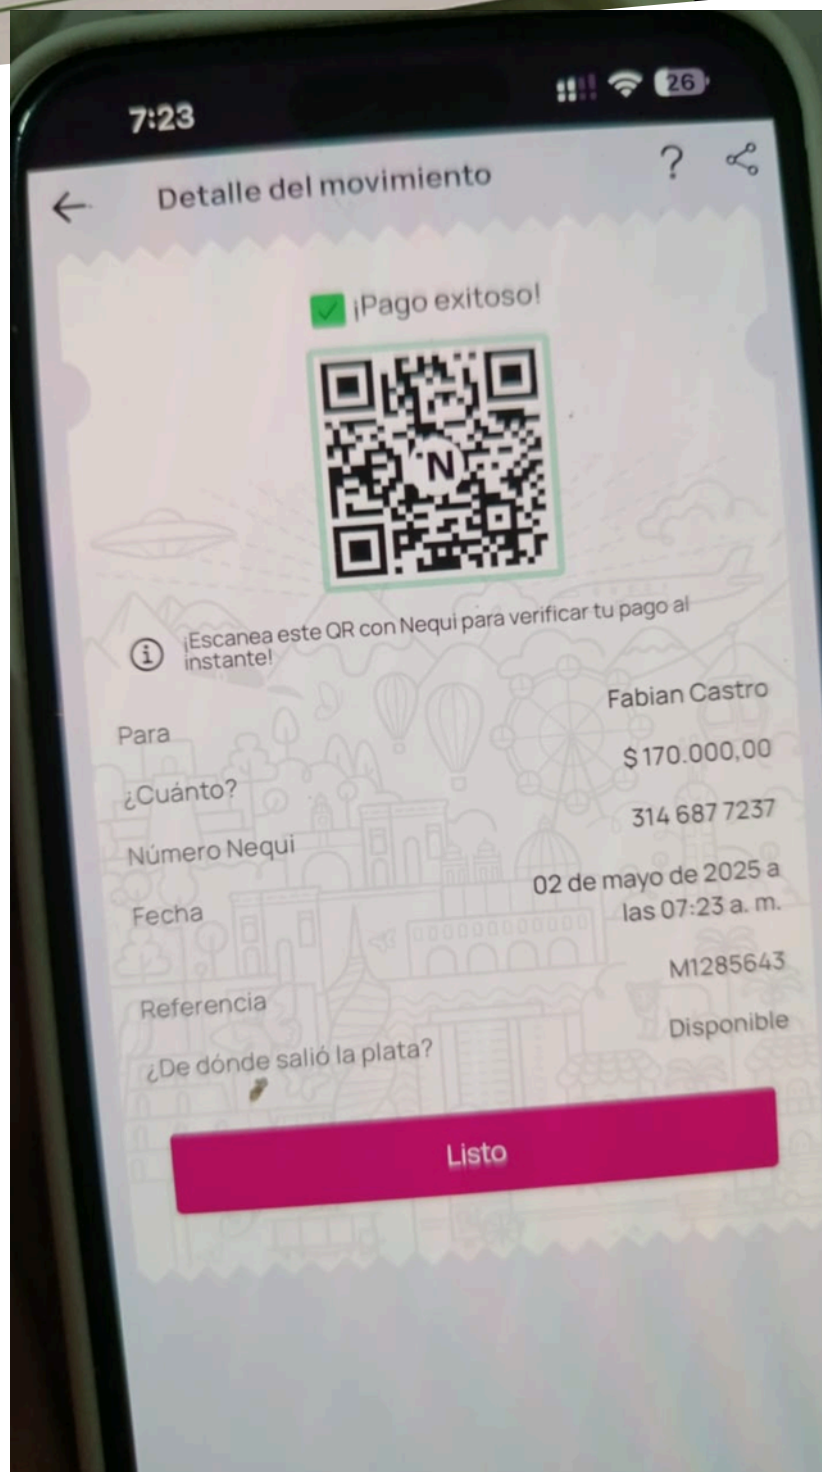 7:23
26
Detalle del movimiento
?
¡Pago exitoso!
N
¡Escanea este QR con Nequi para verificar tu pago al
instante!
Para
Fabian Castro
¿Cuánto?
$ 170.000,00
Número Nequi
314 687 7237
Fecha
02 de mayo de 2025 a
las 07:23 a. m.
Referencia
M1285643
¿De dónde salió la plata?
Disponible
Listo